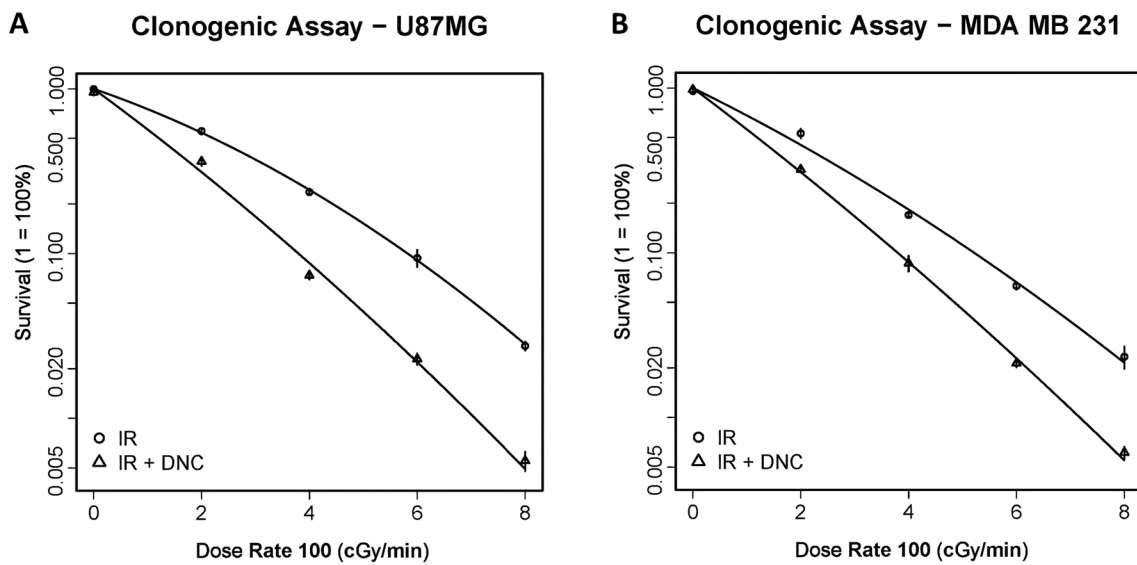 A
Clonogenic Assay – U87MG
Survival (1 = 100%)
1.000
0.500
0.100
0.020
0.005
IR
IR + DNC
0 2 4 6 8
Dose Rate 100 (cGy/min)
B
Clonogenic Assay – MDA MB 231
Survival (1 = 100%)
1.000
0.500
0.100
0.020
0.005
IR
IR + DNC
0 2 4 6 8
Dose Rate 100 (cGy/min)